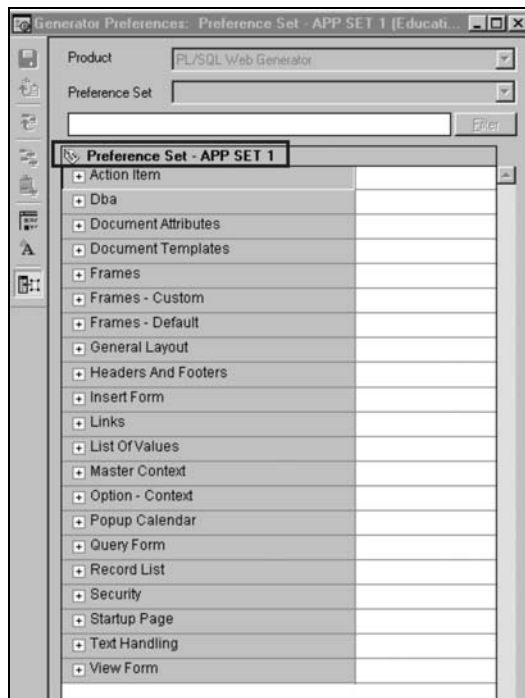 Generator Preferences: Preference Set - APP SET 1 (Educati...
Product
PL/SQL Web Generator
Preference Set
Filter
Preference Set - APP SET 1
Action Item
Dba
Document Attributes
Document Templates
Frames
Frames - Custom
Frames - Default
General Layout
Headers And Footers
Insert Form
Links
List Of Values
Master Context
Option - Context
Popup Calendar
Query Form
Record List
Security
Startup Page
Text Handling
View Form